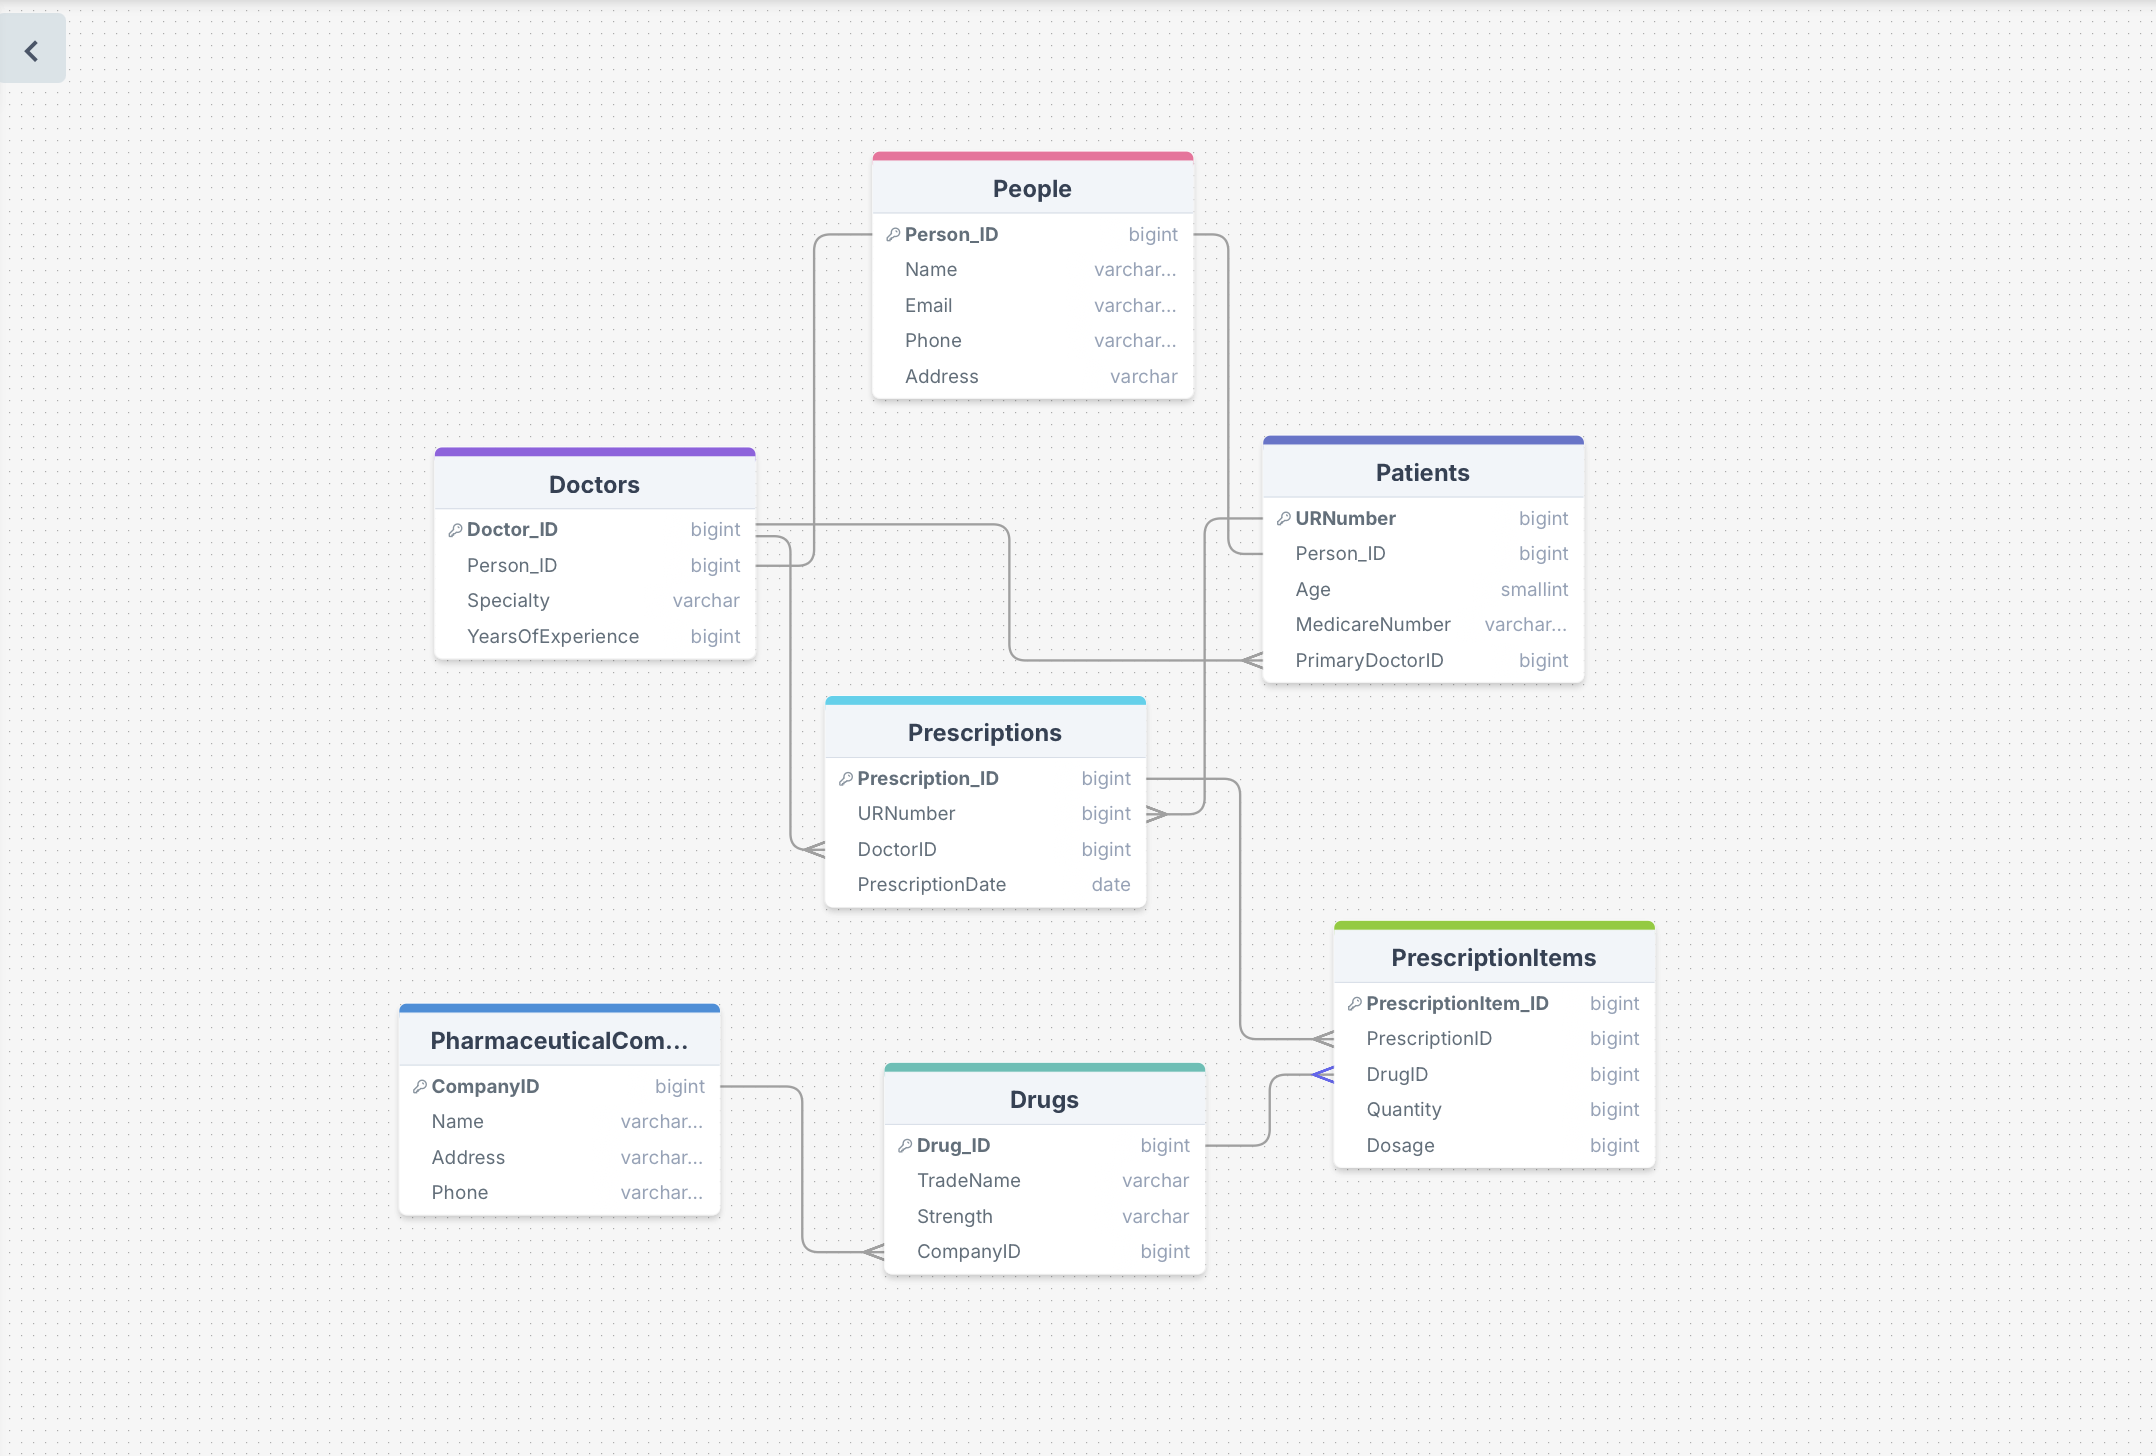 People
Person_ID bigint
Name varchar...
Email varchar...
Phone varchar...
Address varchar
Doctors
Doctor_ID bigint
Person_ID bigint
Specialty varchar
YearsOfExperience bigint
Patients
URNumber bigint
Person_ID bigint
Age smallint
MedicareNumber varchar...
PrimaryDoctorID bigint
Prescriptions
Prescription_ID bigint
URNumber bigint
DoctorID bigint
PrescriptionDate date
PrescriptionItems
PrescriptionItem_ID bigint
PrescriptionID bigint
DrugID bigint
Quantity bigint
Dosage bigint
PharmaceuticalCom...
CompanyID bigint
Name varchar...
Address varchar...
Phone varchar...
Drugs
Drug_ID bigint
TradeName varchar
Strength varchar
CompanyID bigint